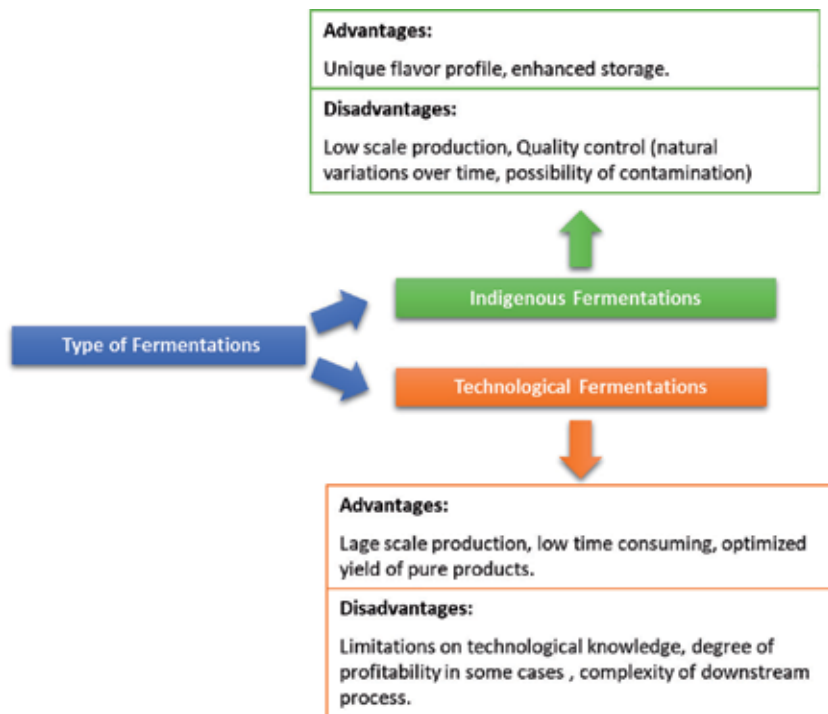 Advantages:
Unique flavor profile, enhanced storage.
Disadvantages:
Low scale production, Quality control (natural
variations over time, possibility of contamination)
Indigenous Fermentations
Type of Fermentations
Technological Fermentations
Advantages:
Lage scale production, low time consuming, optimized
yield of pure products.
Disadvantages:
Limitations on technological knowledge, degree of
profitability in some cases , complexity of downstream
process.